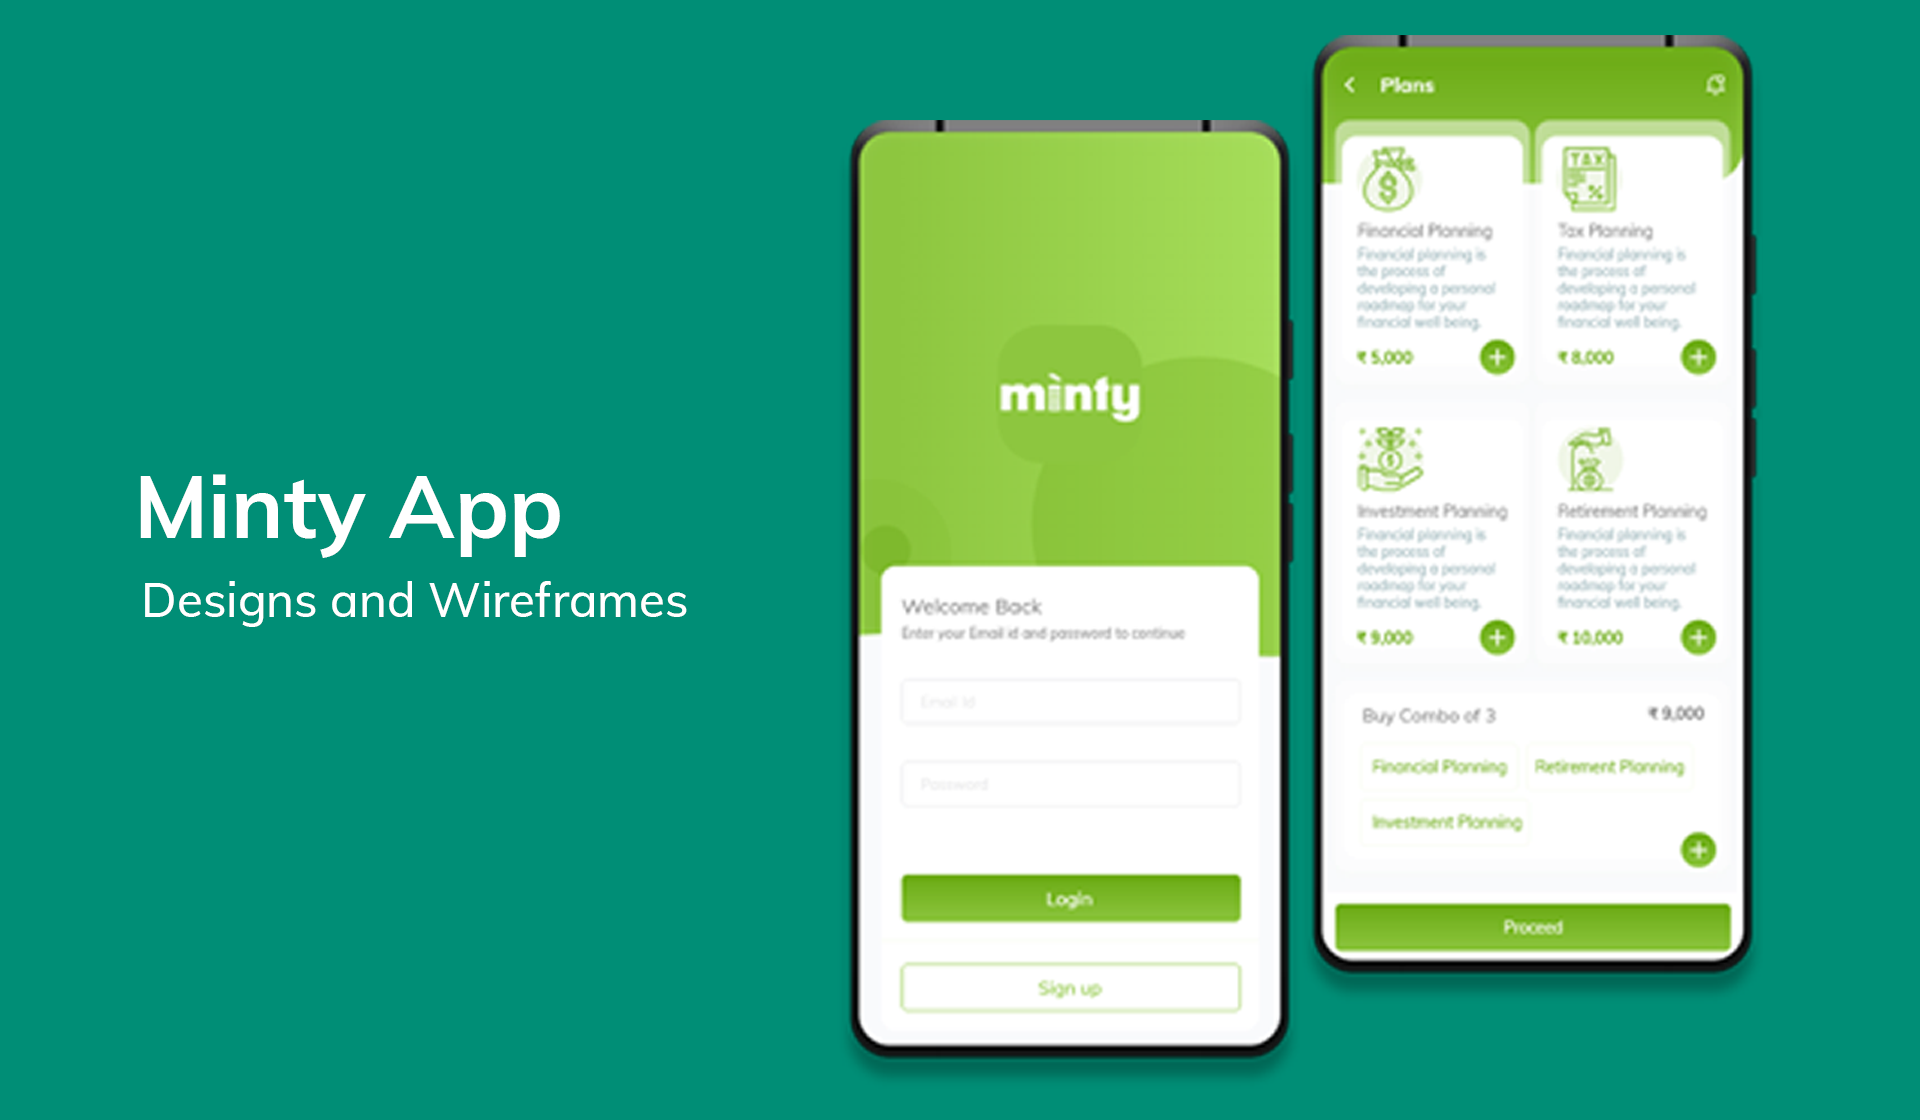 Minty App
Designs and Wireframes
minty
Welcome Back
Enter your Email id and password to continue
Email Id
Password
Login
Sign up
Plans
TAX
Financial Planning
Financial planning is
the process of
developing a personal
roadmap for your
financial well being.
₹ 5,000
Tax Planning
Financial planning is
the process of
developing a personal
roadmap for your
financial well being.
₹ 8,000
Investment Planning
Financial planning is
the process of
developing a personal
roadmap for your
financial well being.
₹ 9,000
Retirement Planning
Financial planning is
the process of
developing a personal
roadmap for your
financial well being.
₹ 10,000
Buy Combo of 3
₹ 9,000
Financial Planning
Retirement Planning
Investment Planning
Proceed